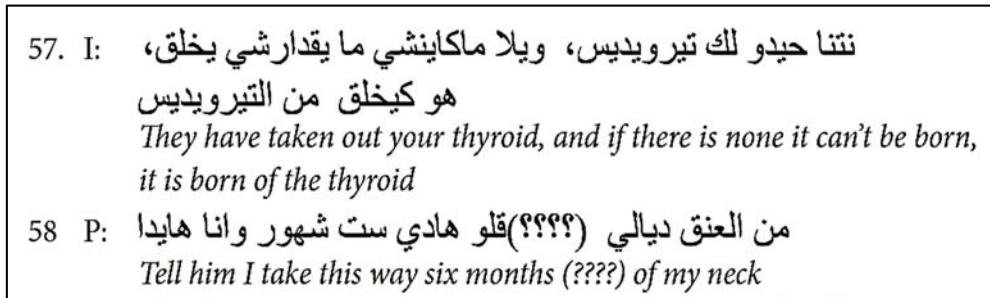 57. I: نتنا حيدو لك تيرويديس، ويلا ماكاينشي ما يقدارشي يخلق،
هو كيخلق من التيرويديس
They have taken out your thyroid, and if there is none it can’t be born,
it is born of the thyroid
58 P: من العنق ديالي (؟؟؟؟)قلو هادي ست شهور وانا هايدا
Tell him I take this way six months (????) of my neck